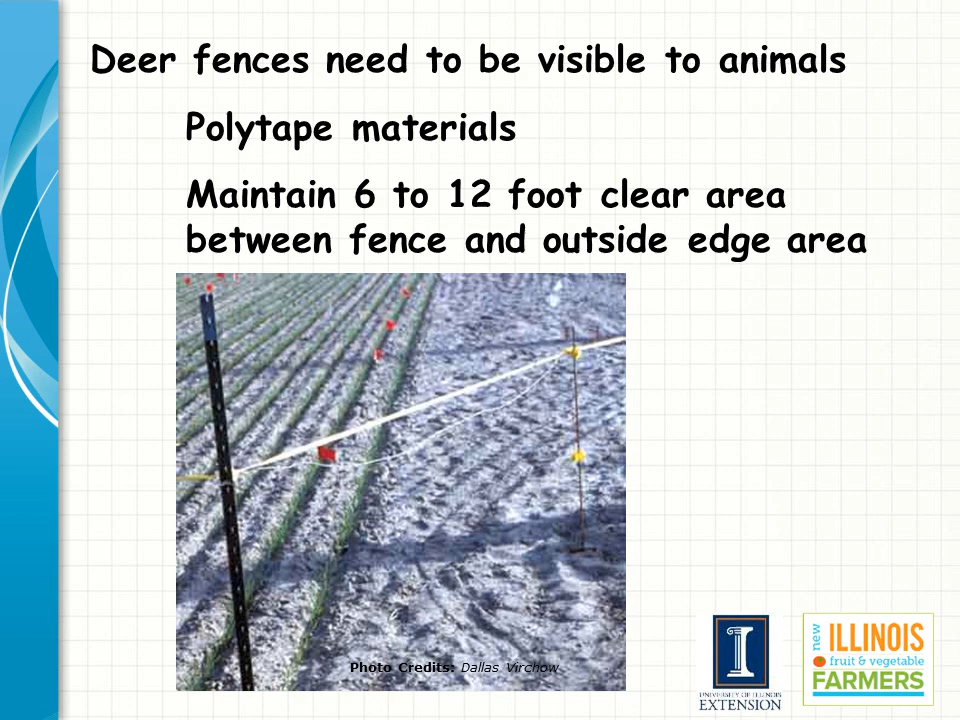 Deer fences need to be visible to animals
Polytape materials
Maintain 6 to 12 foot clear area
between fence and outside edge area
Photo Credits: Dallas Virchow
I
UNIVERSITY OF ILLINOIS
EXTENSION
new
ILLINOIS
fruit & vegetable
FARMERS